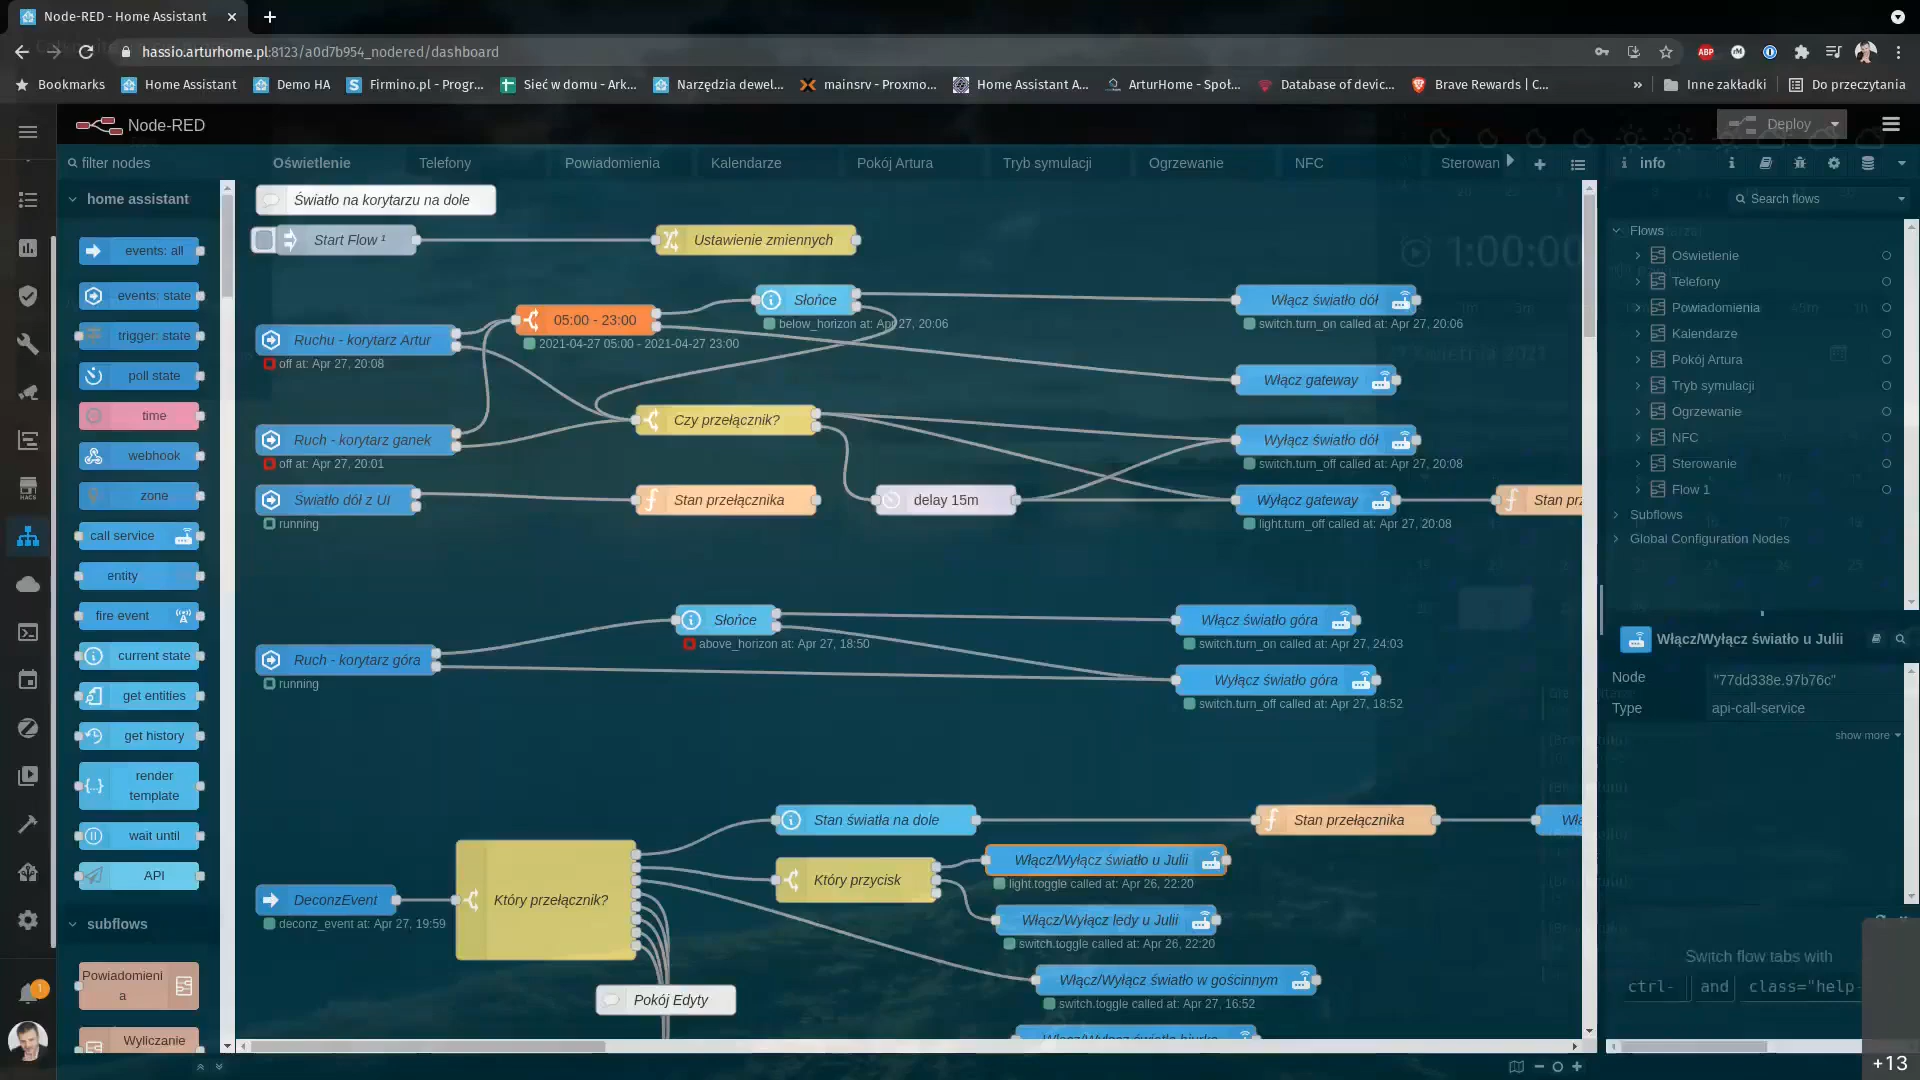 Node-RED - Home Assistant
hassio.arturhome.pl:8123/a0d7b954_nodered/dashboard
Bookmarks
Home Assistant
Demo HA
Firmino.pl - Progr...
Sieć w domu - Ark...
Narzędzia dewel...
mainsrv - Proxmo...
Home Assistant A...
ArturHome - Społ...
Database of devic...
Brave Rewards | C...
Inne zakładki
Do przeczytania
Node-RED
Deploy
filter nodes
Oświetlenie
Telefony
Powiadomienia
Kalendarze
Pokój Artura
Tryb symulacji
Ogrzewanie
NFC
Sterowan
info
home assistant
events: all
events: state
trigger: state
poll state
time
webhook
zone
call service
entity
fire event
current state
get entities
get history
render
template
wait until
API
subflows
Powiadomieni
a
Wyliczanie
Światło na korytarzu na dole
Start Flow ¹
Ustawienie zmiennych
1:00:00
Słońce
below_horizon at: Apr 27, 20:06
Włącz światło dół
switch.turn_on called at: Apr 27, 20:06
05:00 - 23:00
2021-04-27 05:00 - 2021-04-27 23:00
Ruchu - korytarz Artur
off at: Apr 27, 20:08
Włącz gateway
Czy przełącznik?
Ruch - korytarz ganek
off at: Apr 27, 20:01
Wyłącz światło dół
switch.turn_off called at: Apr 27, 20:08
Światło dół z UI
running
Stan przełącznika
delay 15m
Wyłącz gateway
light.turn_off called at: Apr 27, 20:08
Stan prz
Słońce
above_horizon at: Apr 27, 18:50
Włącz światło góra
switch.turn_on called at: Apr 27, 24:03
Ruch - korytarz góra
running
Wyłącz światło góra
switch.turn_off called at: Apr 27, 18:52
Stan światła na dole
Stan przełącznika
Włą
Włącz/Wyłącz światło u Julii
light.toggle called at: Apr 26, 22:20
Który przycisk
DeconzEvent
deconz_event at: Apr 27, 19:59
Który przełącznik?
Włącz/Wyłącz ledy u Julii
switch.toggle called at: Apr 26, 22:20
Włącz/Wyłącz światło w gościnnym
switch.toggle called at: Apr 27, 16:52
Pokój Edyty
Search flows
Flows
Oświetlenie
Telefony
Powiadomienia
Kalendarze
Pokój Artura
Tryb symulacji
Ogrzewanie
NFC
Sterowanie
Flow 1
Subflows
Global Configuration Nodes
Włącz/Wyłącz światło u Julii
Node
"77dd338e.97b76c"
Type
api-call-service
show more
Switch flow tabs with
ctrl- and class="help-
1
+13